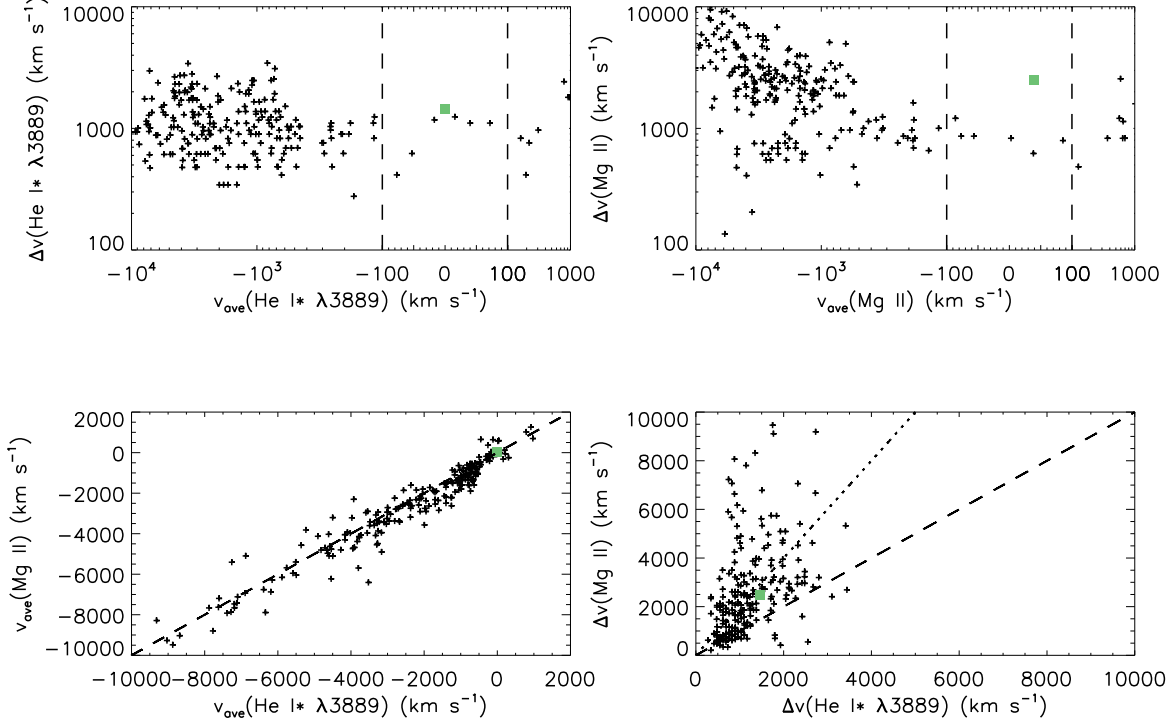 10000
1000
100
Δv(He I* λ3889) (km s⁻¹)
−10⁴ −10³ −100 0 100 1000
v_ave(He I* λ3889) (km s⁻¹)
10000
1000
100
Δv(Mg II) (km s⁻¹)
−10⁴ −10³ −100 0 100 1000
v_ave(Mg II) (km s⁻¹)
2000
0
−2000
−4000
−6000
−8000
−10000
v_ave(Mg II) (km s⁻¹)
−10000 −8000 −6000 −4000 −2000 0 2000
v_ave(He I* λ3889) (km s⁻¹)
10000
8000
6000
4000
2000
0
Δv(Mg II) (km s⁻¹)
0 2000 4000 6000 8000 10000
Δv(He I* λ3889) (km s⁻¹)